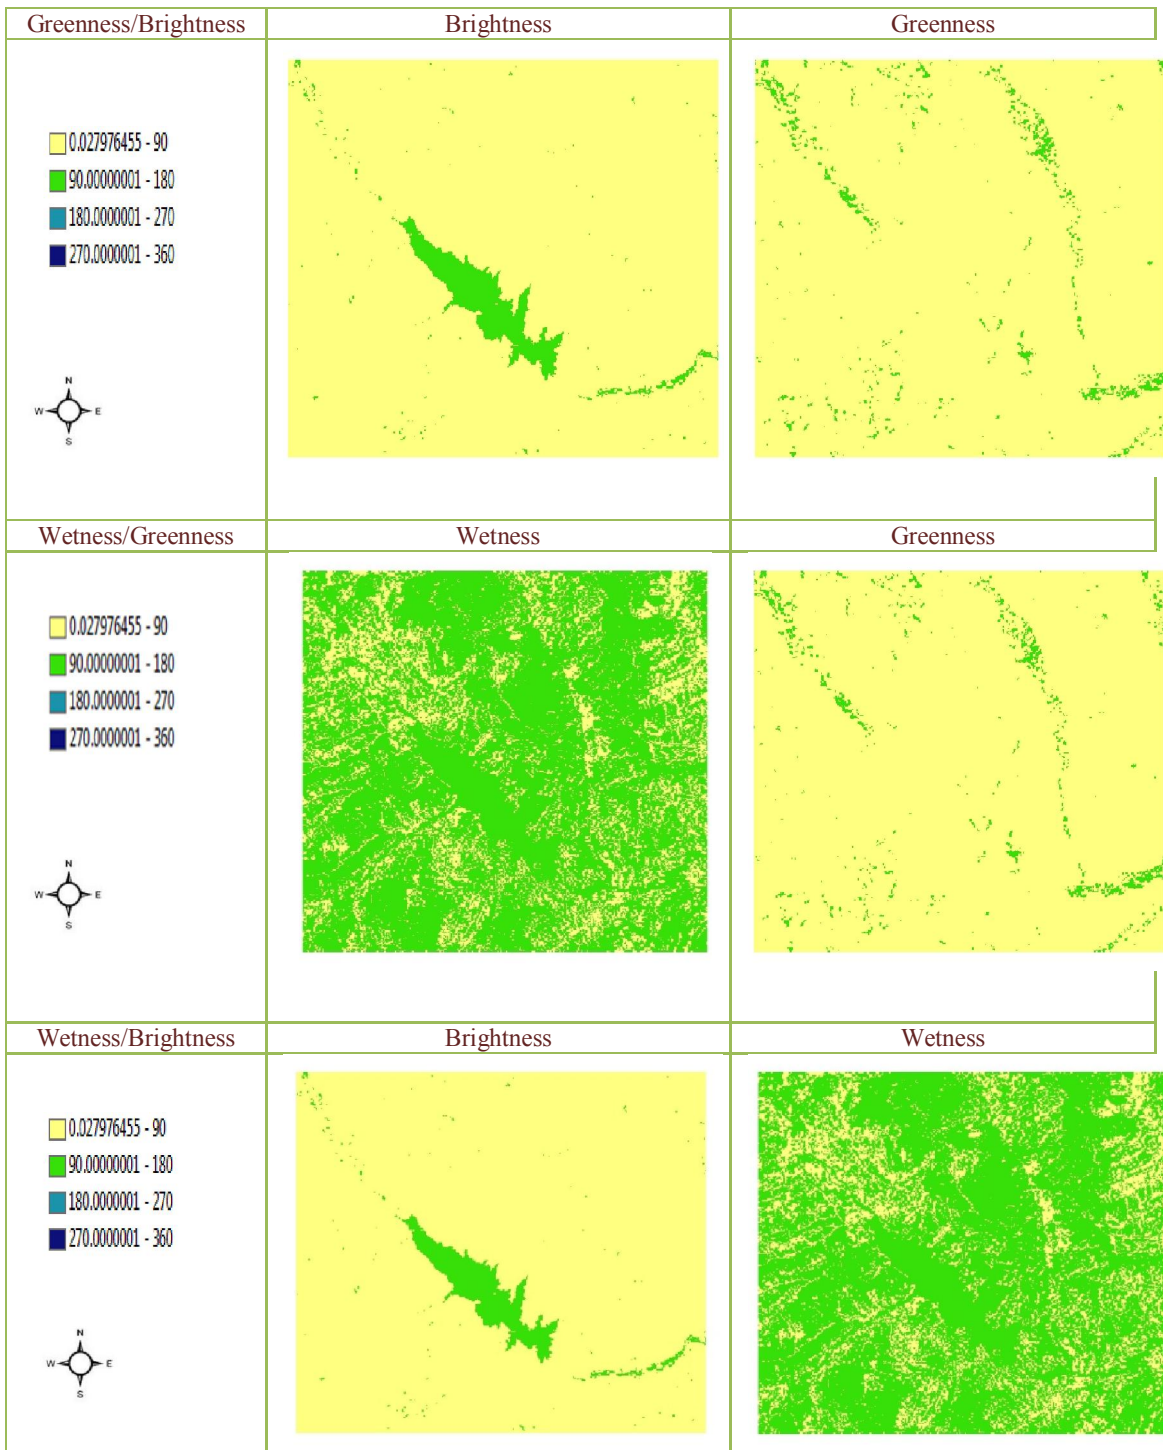 Greenness/Brightness Brightness Greenness
0.027976455 - 90
90.00000001 - 180
180.0000001 - 270
270.0000001 - 360
N
W E
S
Wetness/Greenness Wetness Greenness
0.027976455 - 90
90.00000001 - 180
180.0000001 - 270
270.0000001 - 360
N
W E
S
Wetness/Brightness Brightness Wetness
0.027976455 - 90
90.00000001 - 180
180.0000001 - 270
270.0000001 - 360
N
W E
S